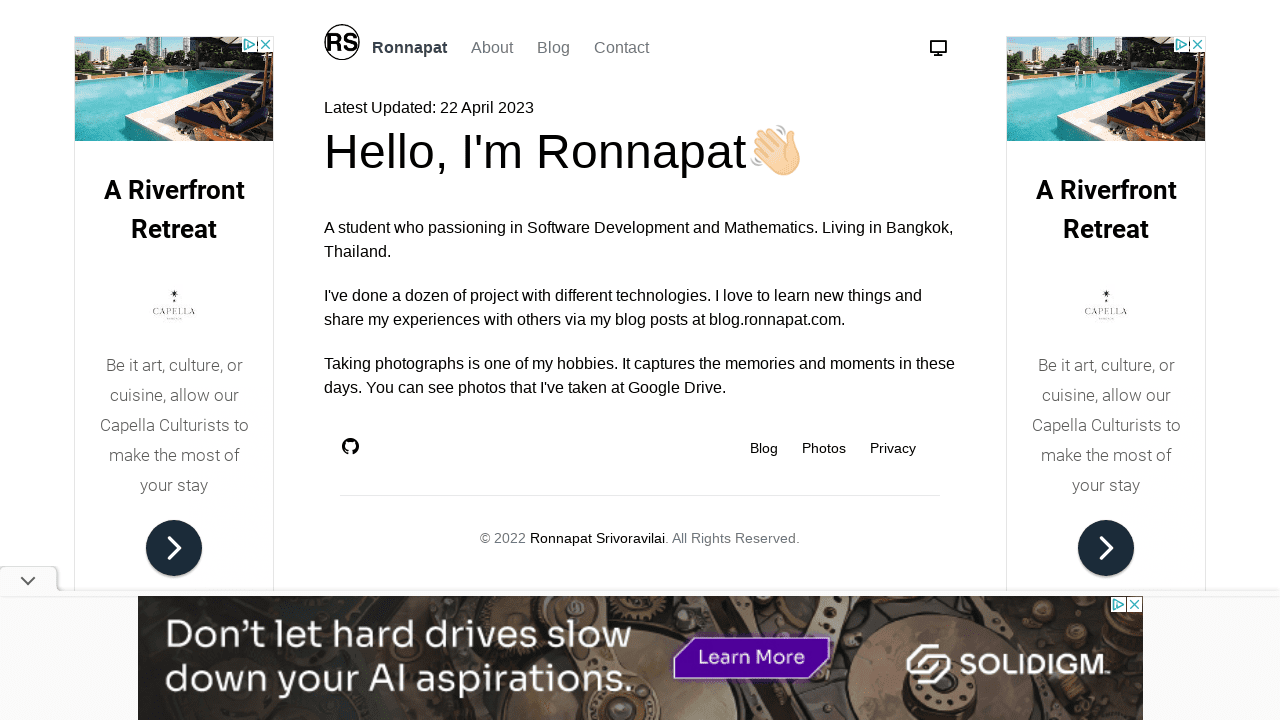 RS
Ronnapat
About
Blog
Contact
Latest Updated: 22 April 2023
Hello, I'm Ronnapat👋🏻
A student who passioning in Software Development and Mathematics. Living in Bangkok,
Thailand.
I've done a dozen of project with different technologies. I love to learn new things and
share my experiences with others via my blog posts at blog.ronnapat.com.
Taking photographs is one of my hobbies. It captures the memories and moments in these
days. You can see photos that I've taken at Google Drive.
Blog
Photos
Privacy
© 2022 Ronnapat Srivoravilai. All Rights Reserved.
A Riverfront
Retreat
CAPELLA
Be it art, culture, or
cuisine, allow our
Capella Culturists to
make the most of
your stay
A Riverfront
Retreat
CAPELLA
Be it art, culture, or
cuisine, allow our
Capella Culturists to
make the most of
your stay
Don't let hard drives slow
down your AI aspirations.
Learn More
SOLIDIGM